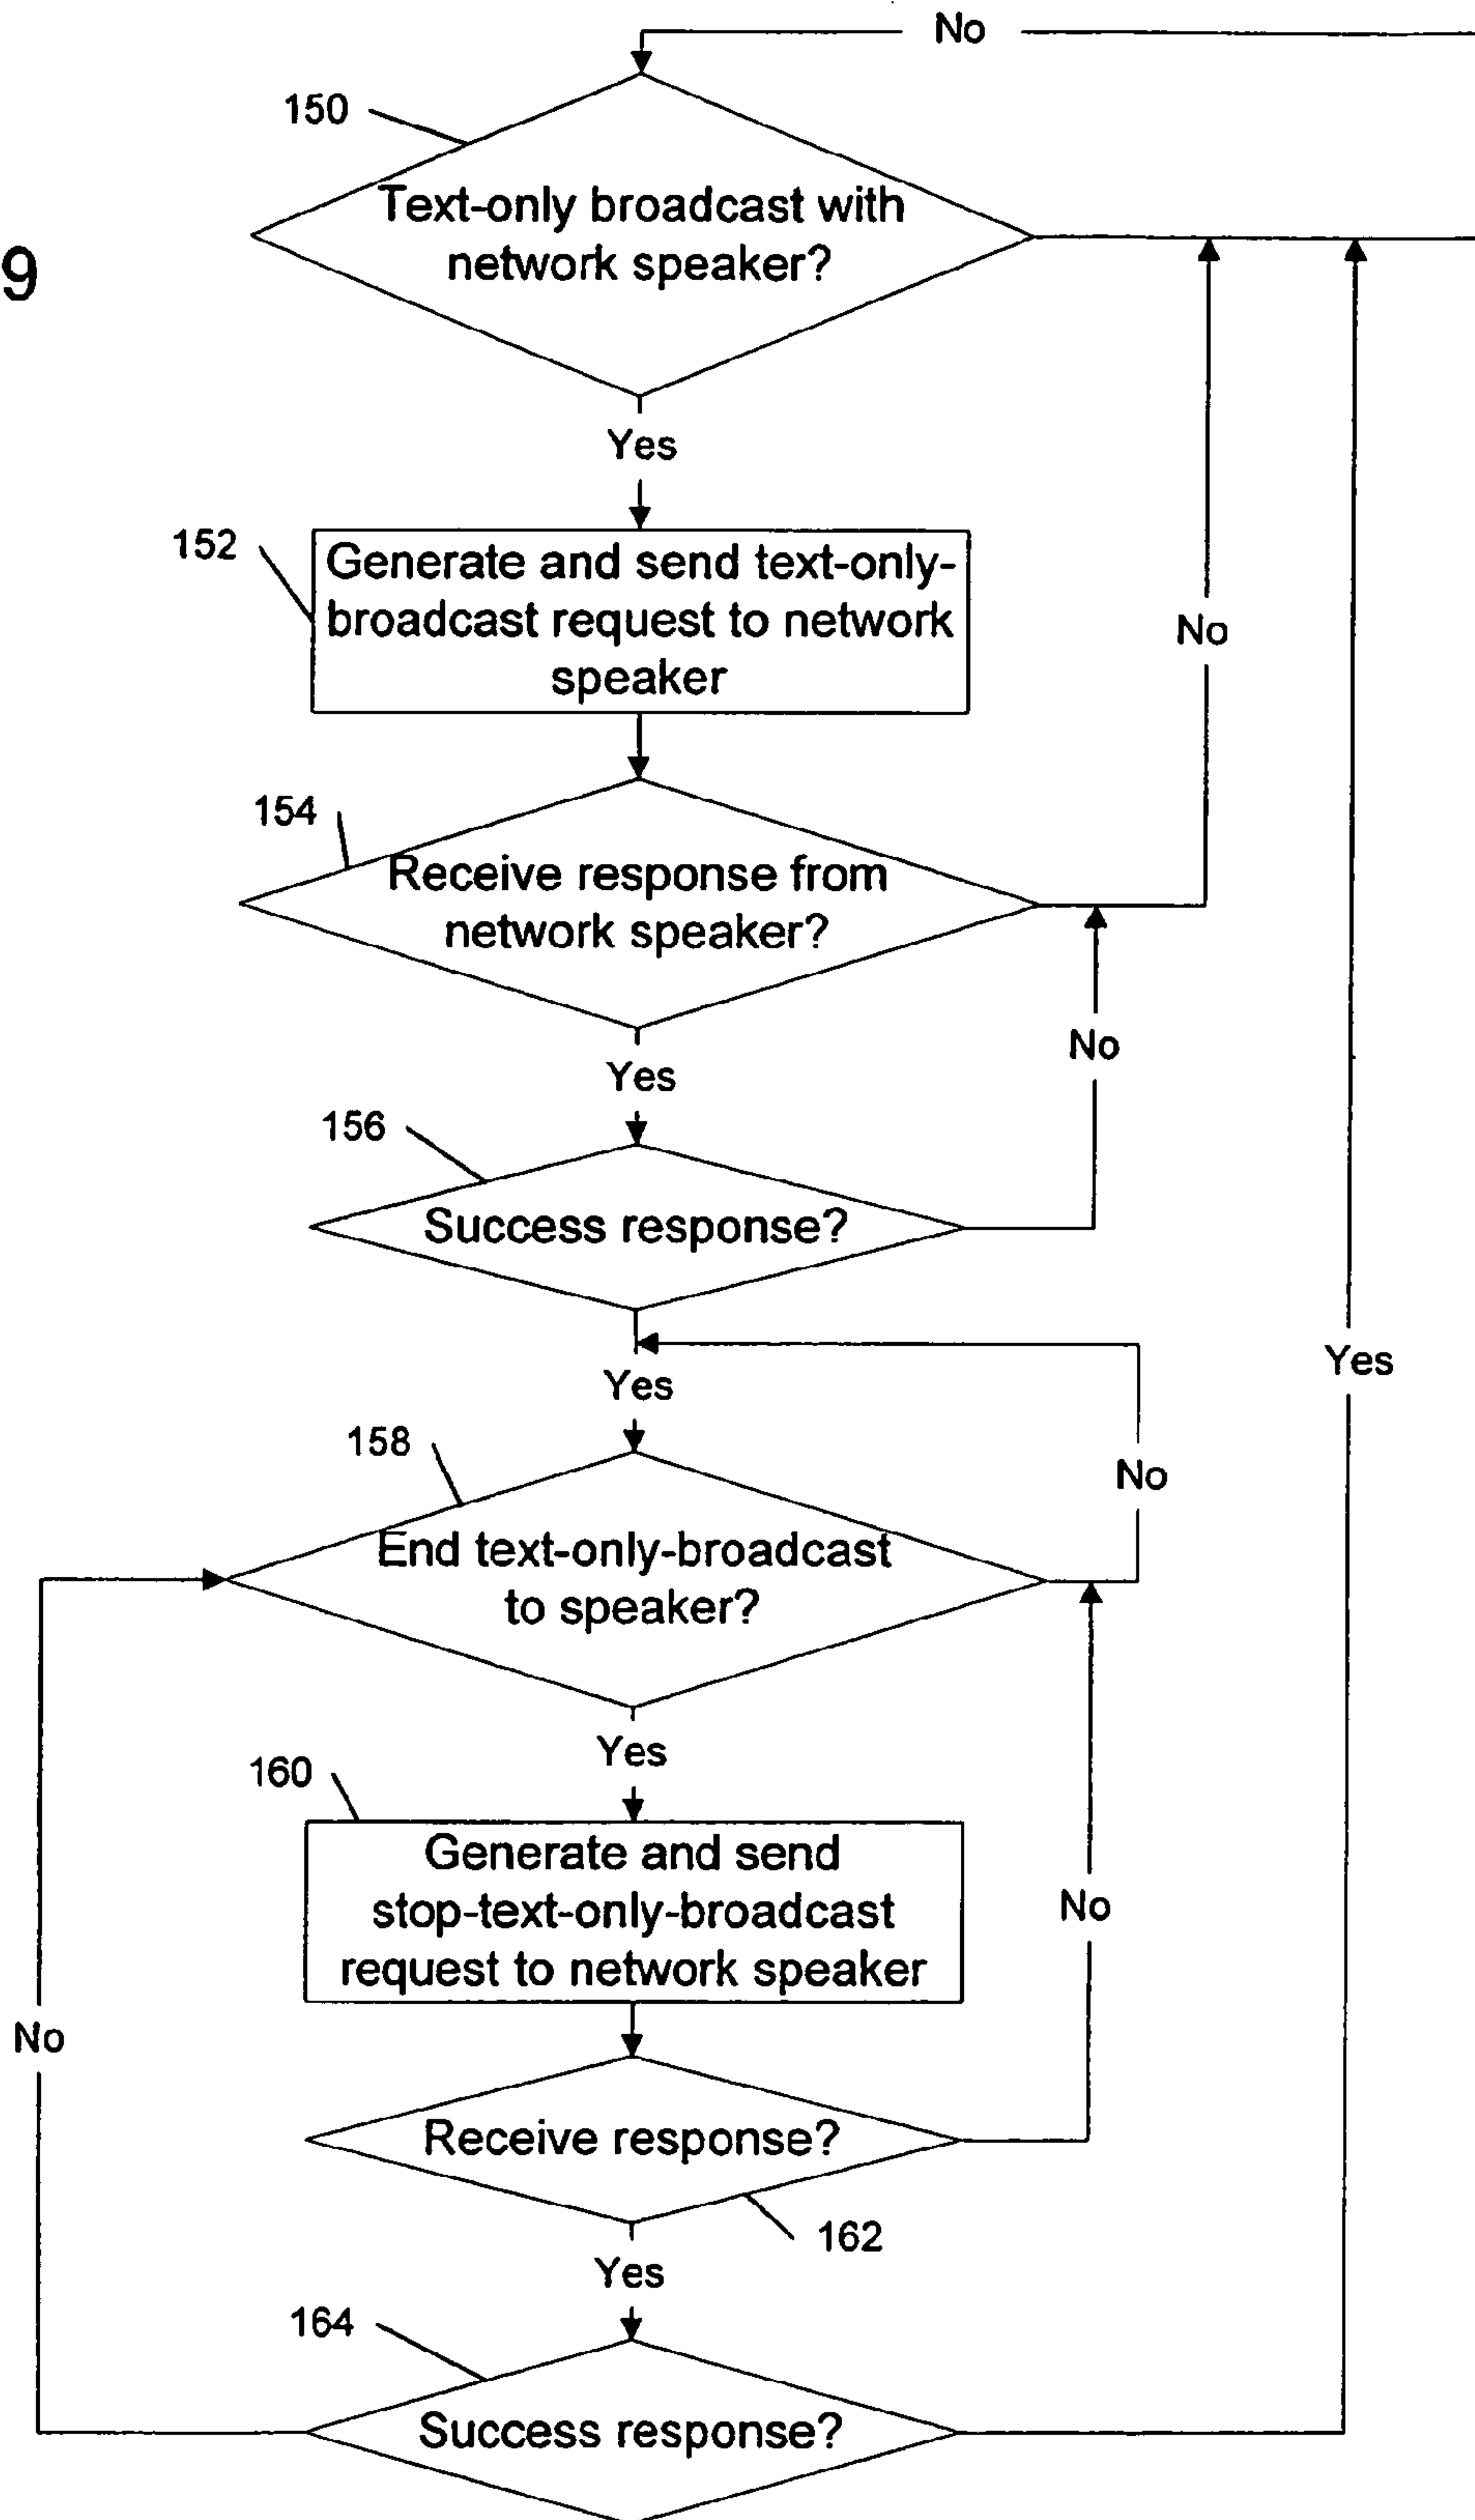 No
150
Text-only broadcast with
network speaker?
9
Yes
152
Generate and send text-only-
broadcast request to network
speaker
No
154
Receive response from
network speaker?
No
Yes
156
Success response?
Yes
Yes
158
No
End text-only-broadcast
to speaker?
Yes
160
Generate and send
stop-text-only-broadcast
request to network speaker
No
No
Receive response?
162
Yes
164
Success response?